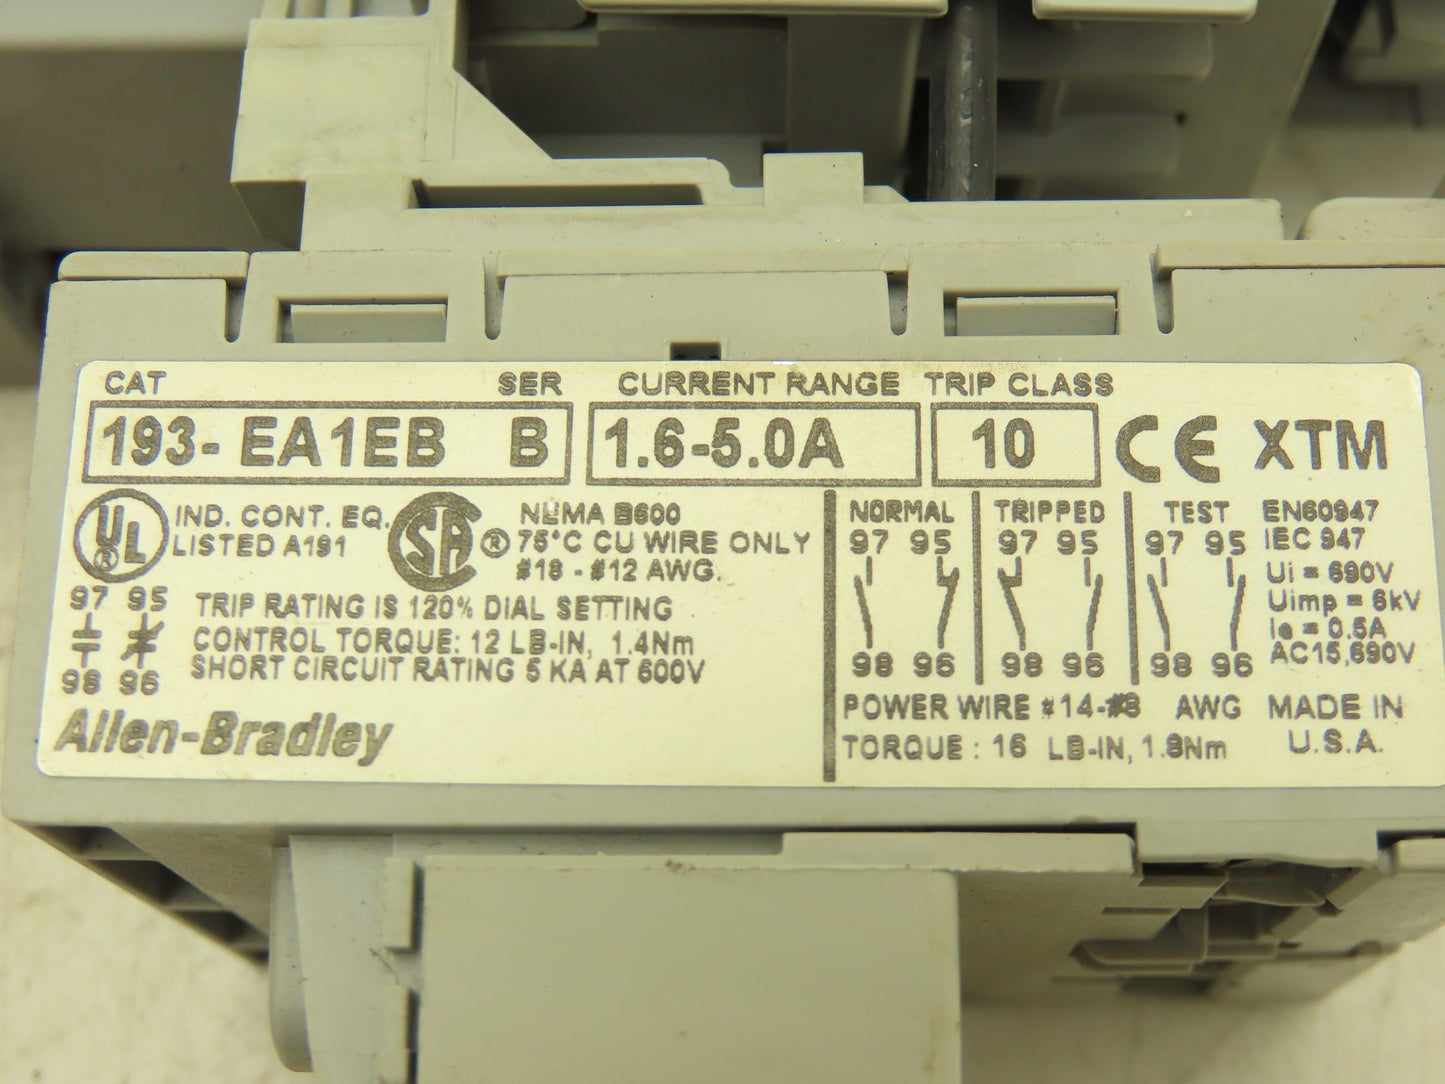 CAT SER CURRENT RANGE TRIP CLASS
193- EA1EB B 1.6-5.0A 10 CE XTM
UL ® IND. CONT. EQ.
LISTED A191
SA ® NEMA B600
75°C CU WIRE ONLY
#18 - #12 AWG.
97 95
98 96
TRIP RATING IS 120% DIAL SETTING
CONTROL TORQUE: 12 LB-IN, 1.4Nm
SHORT CIRCUIT RATING 5 KA AT 600V
Allen-Bradley
NORMAL TRIPPED TEST
97 95 97 95 97 95
98 96 98 96 98 96
EN60947
IEC 947
Ui = 690V
Uimp = 6kV
Ie = 0.5A
AC15,690V
POWER WIRE #14-#8 AWG
TORQUE : 16 LB-IN, 1.8Nm
MADE IN
U.S.A.